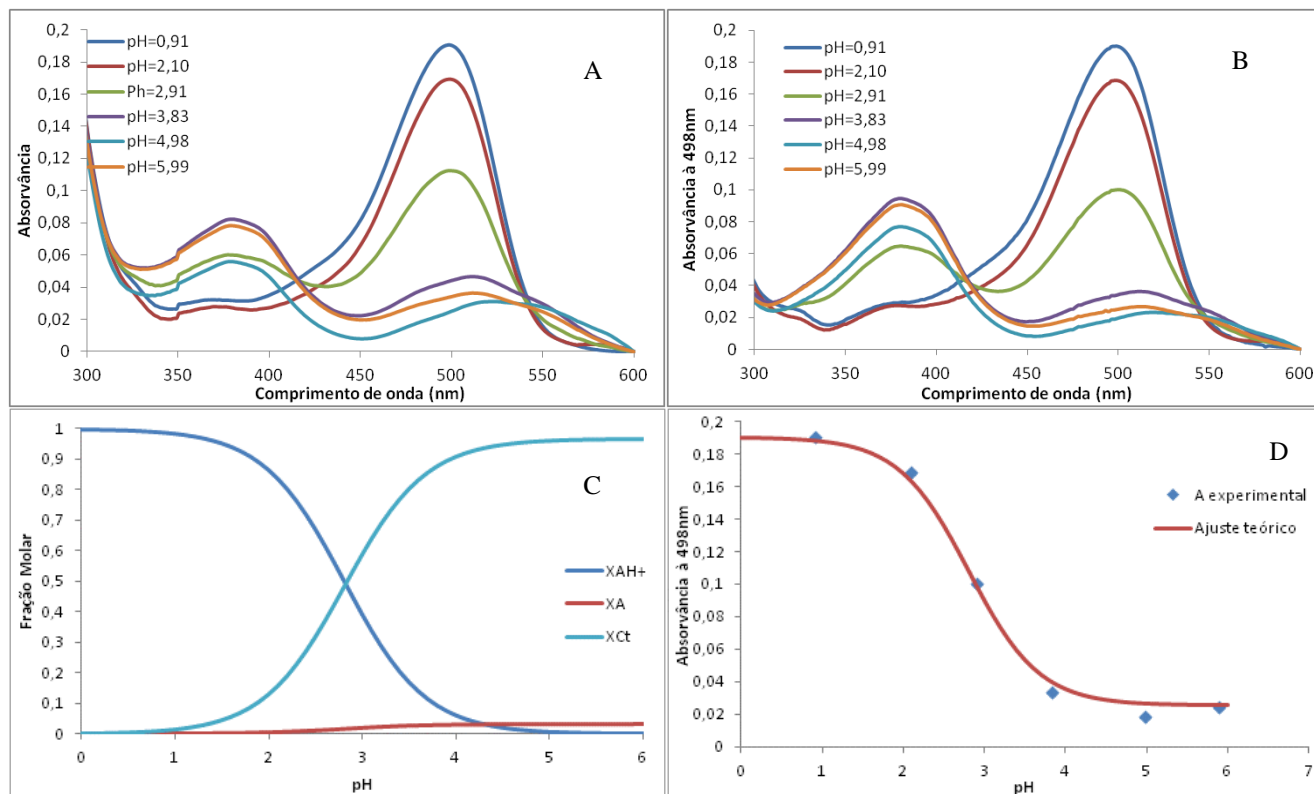 A
Absorvância
0,2
0,18
0,16
0,14
0,12
0,1
0,08
0,06
0,04
0,02
0
pH=0,91
pH=2,10
Ph=2,91
pH=3,83
pH=4,98
pH=5,99
300 350 400 450 500 550 600
Comprimento de onda (nm)
B
Absorvância à 498nm
0,2
0,18
0,16
0,14
0,12
0,1
0,08
0,06
0,04
0,02
0
pH=0,91
pH=2,10
pH=2,91
pH=3,83
pH=4,98
pH=5,99
300 350 400 450 500 550 600
Comprimento de onda (nm)
C
Fração Molar
1
0,9
0,8
0,7
0,6
0,5
0,4
0,3
0,2
0,1
0
XAH+
XA
XCt
0 1 2 3 4 5 6
pH
D
Absorvância à 498nm
0,2
0,18
0,16
0,14
0,12
0,1
0,08
0,06
0,04
0,02
0
A experimental
Ajuste teórico
0 1 2 3 4 5 6 7
pH